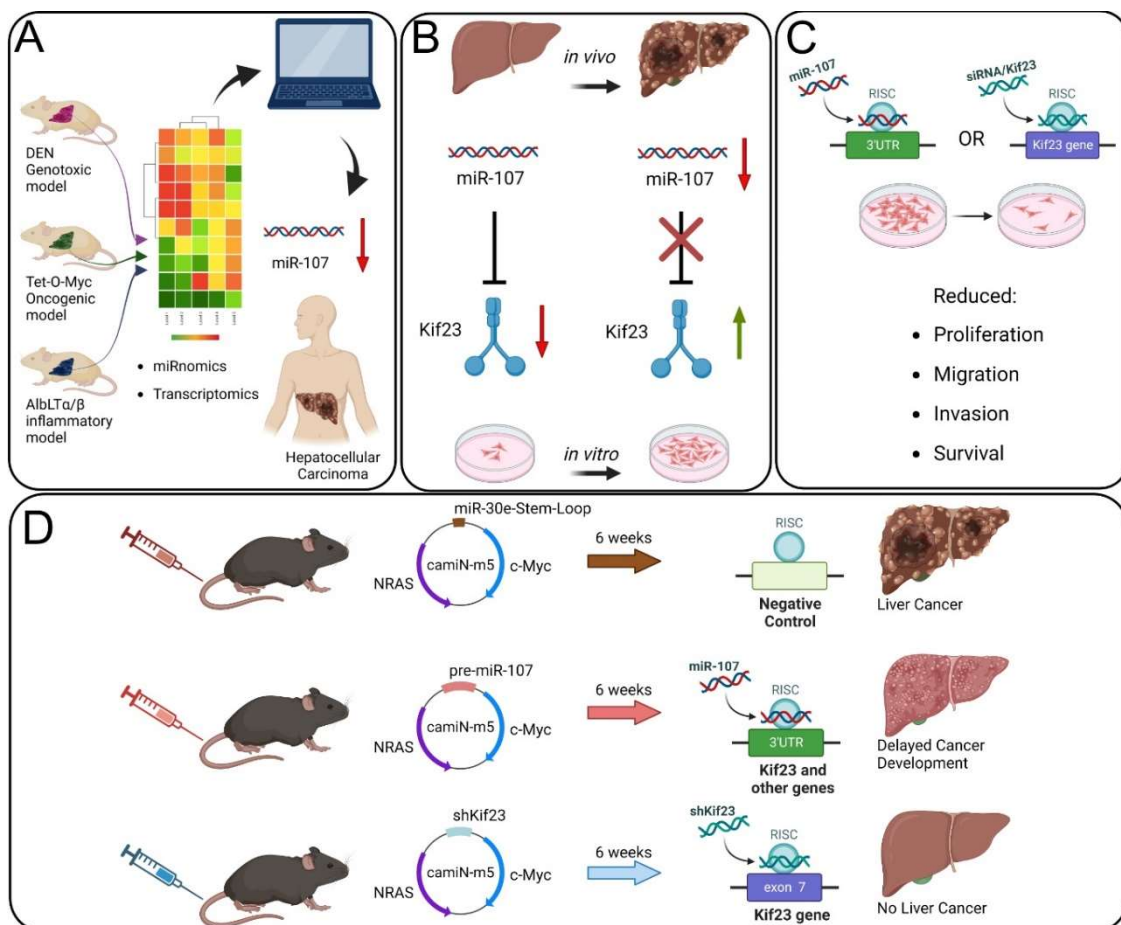 A
DEN
Genotoxic
model
Tet-O-Myc
Oncogenic
model
AlbLTα/β
inflammatory
model
• miRnomics
• Transcriptomics
miR-107
Hepatocellular
Carcinoma
B
in vivo
miR-107
miR-107
Kif23
Kif23
in vitro
C
miR-107
RISC
3'UTR
OR
siRNA/Kif23
RISC
Kif23 gene
Reduced:
• Proliferation
• Migration
• Invasion
• Survival
D
miR-30e-Stem-Loop
NRAS
camiN-m5
c-Myc
6 weeks
RISC
Negative
Control
Liver Cancer
pre-miR-107
NRAS
camiN-m5
c-Myc
6 weeks
miR-107
RISC
3'UTR
Kif23 and
other genes
Delayed Cancer
Development
shKif23
NRAS
camiN-m5
c-Myc
6 weeks
shKif23
RISC
exon 7
Kif23 gene
No Liver Cancer